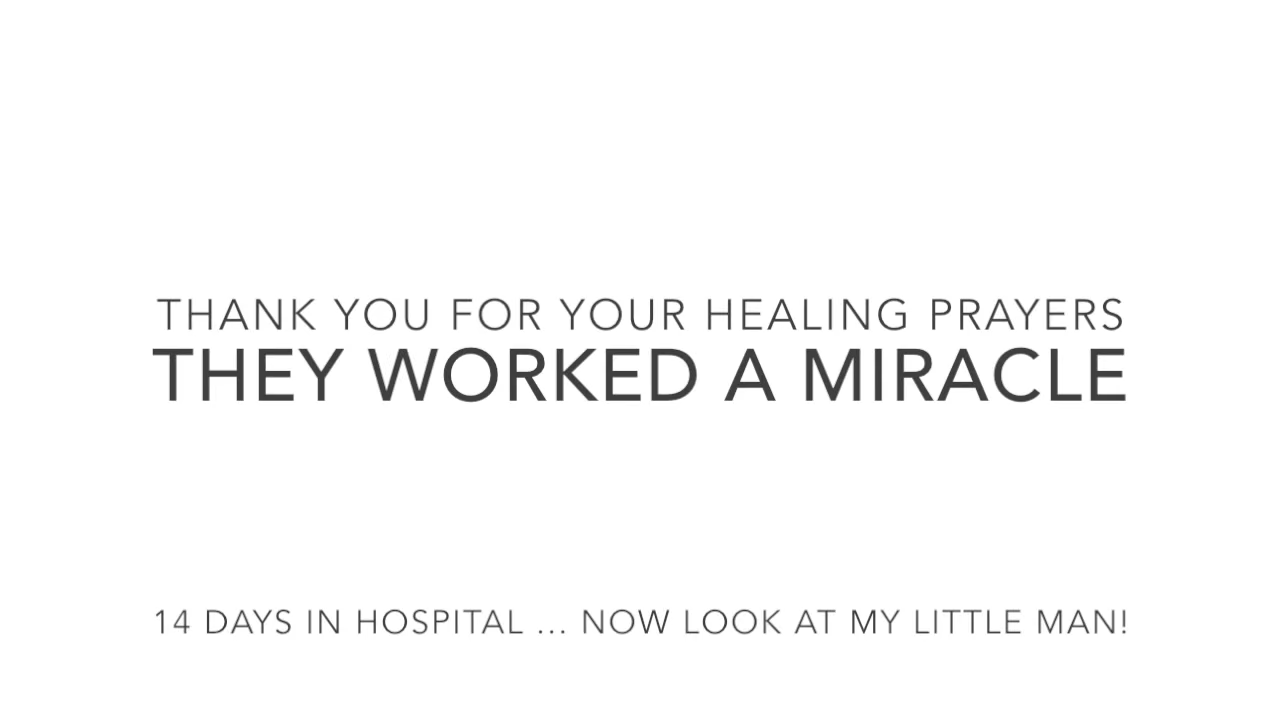 THANK YOU FOR YOUR HEALING PRAYERS
THEY WORKED A MIRACLE
14 DAYS IN HOSPITAL ... NOW LOOK AT MY LITTLE MAN!